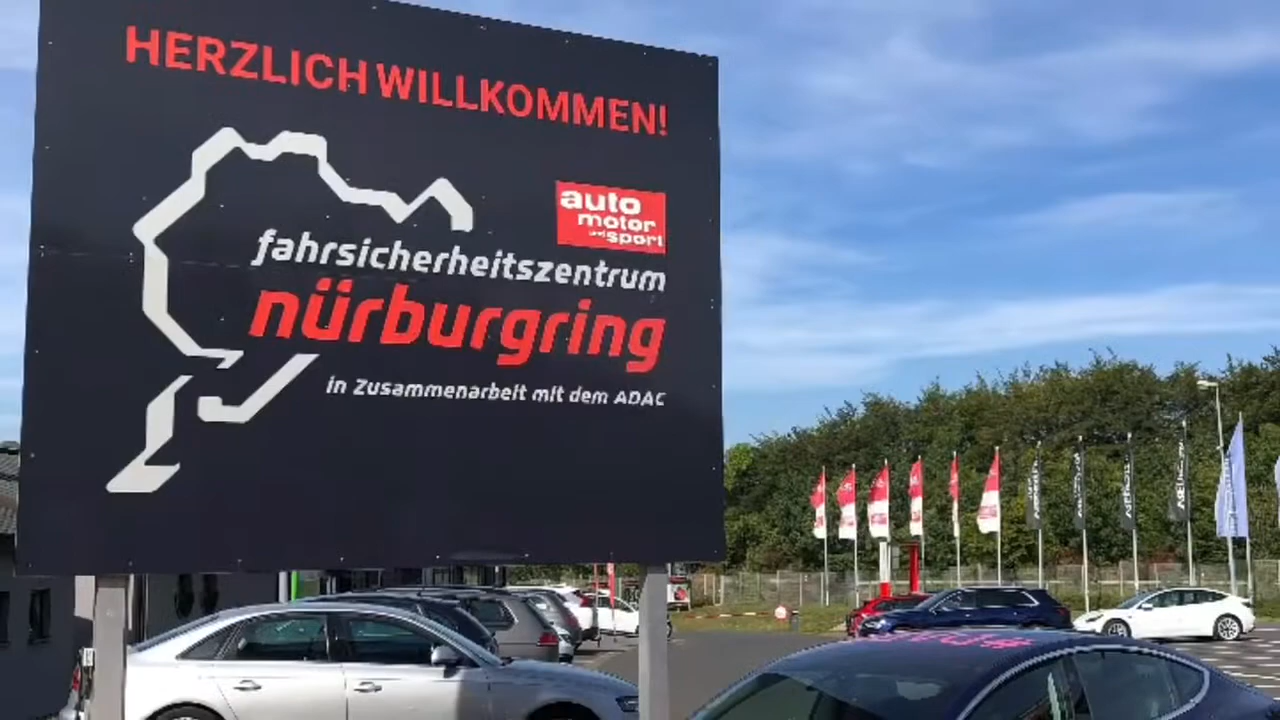 HERZLICH WILLKOMMEN!
auto
motor
und sport
fahrsicherheitszentrum
nürburgring
in Zusammenarbeit mit dem ADAC